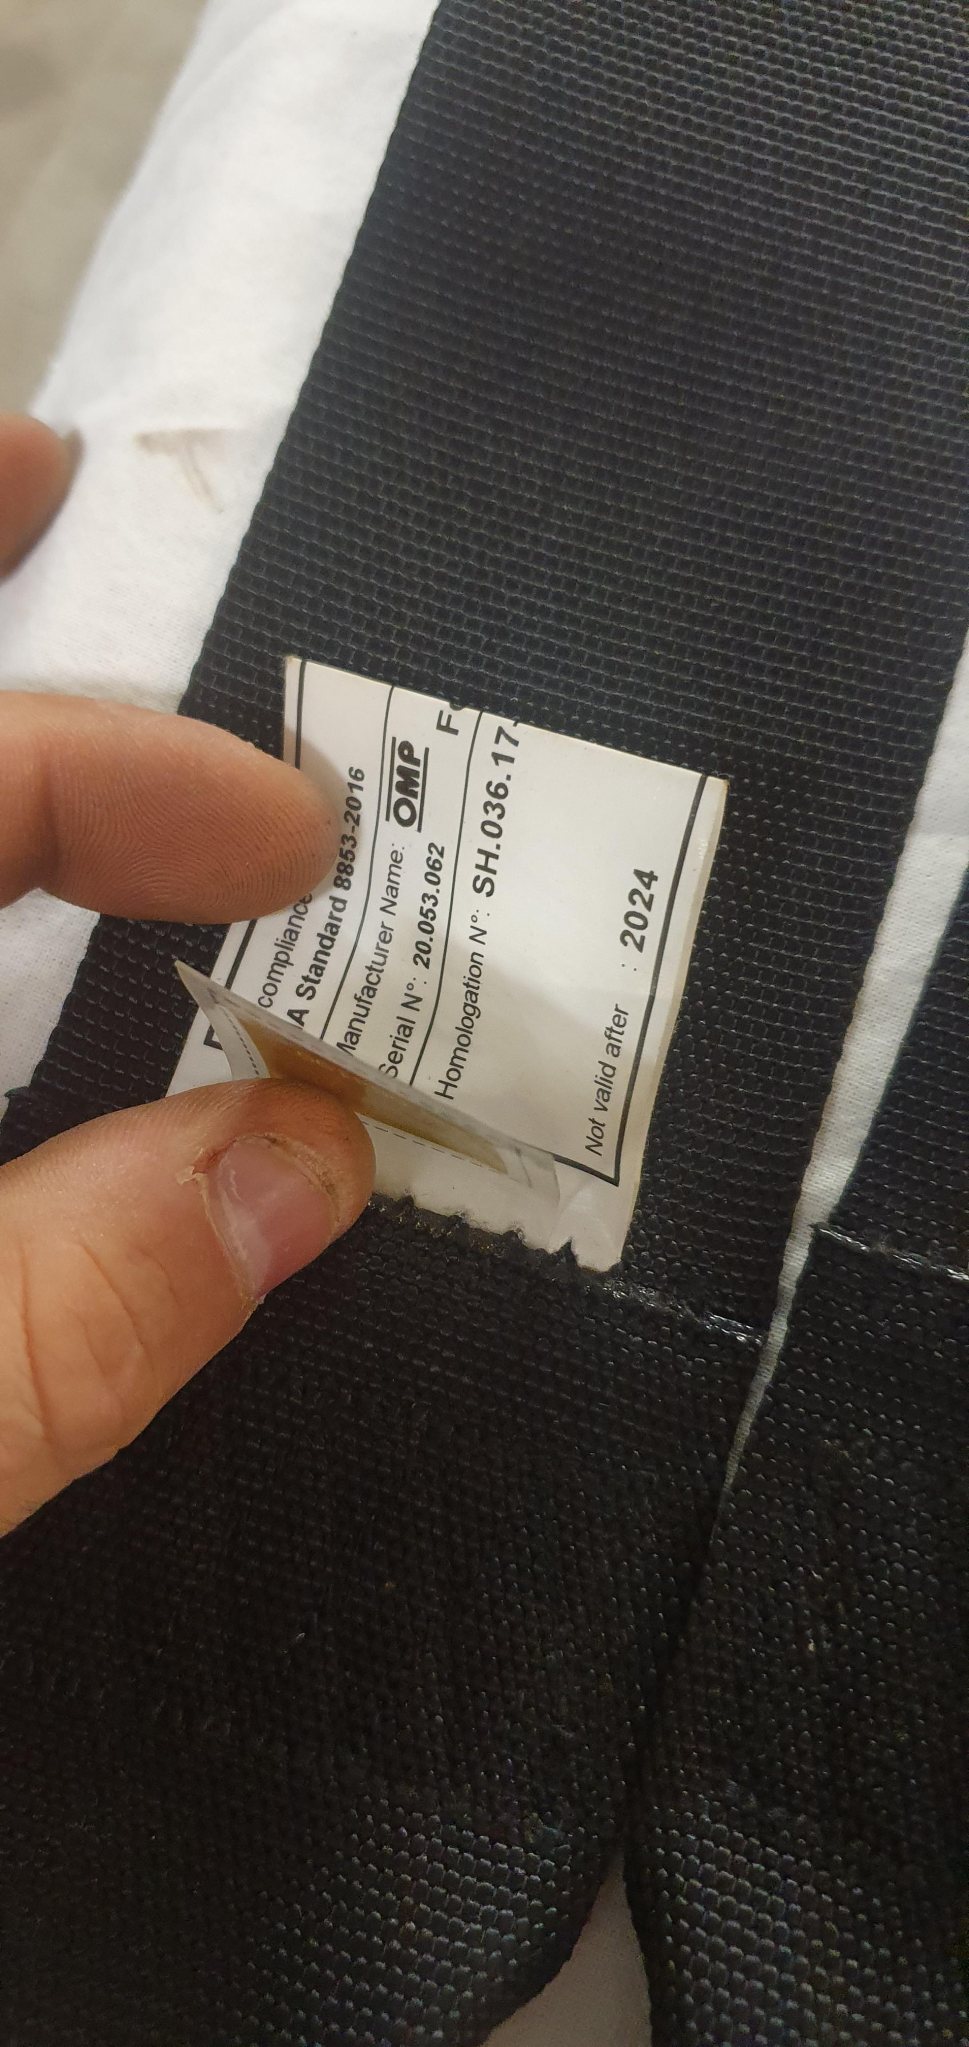 compliance
A Standard 8853-2016
Manufacturer Name: OMP
Serial N°: 20.053.062
Homologation N°: SH.036.17
Not valid after : 2024